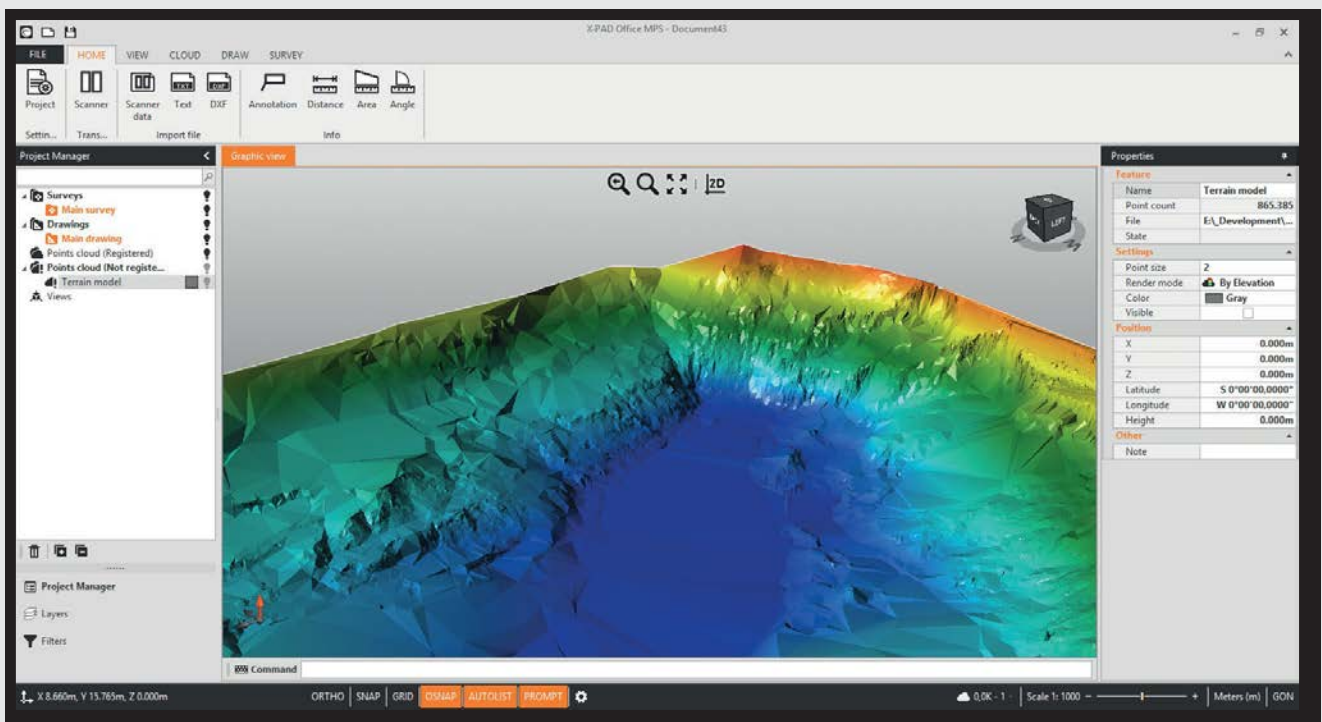 X-PAD Office MPS - Document43
FILE HOME VIEW CLOUD DRAW SURVEY
Project Scanner Scanner data Text DXF Annotation Distance Area Angle
Settin... Trans... Import file Info
Project Manager
Graphic view
Properties
2D
Surveys
Main survey
Drawings
Main drawing
Points cloud (Registered)
Points cloud (Not registe...
Terrain model
Views
LEFT
Feature
Name Terrain model
Point count 865.385
File E:\_Development\...
State
Settings
Point size 2
Render mode By Elevation
Color Gray
Visible
Position
X 0.000m
Y 0.000m
Z 0.000m
Latitude S 0°00'00,0000"
Longitude W 0°00'00,0000"
Height 0.000m
Other
Note
Project Manager
Layers
Filters
Command
X 8.660m, Y 15.765m, Z 0.000m ORTHO SNAP GRID OSNAP AUTOLIST PROMPT 0,0K - 1 Scale 1: 1000 Meters (m) GON